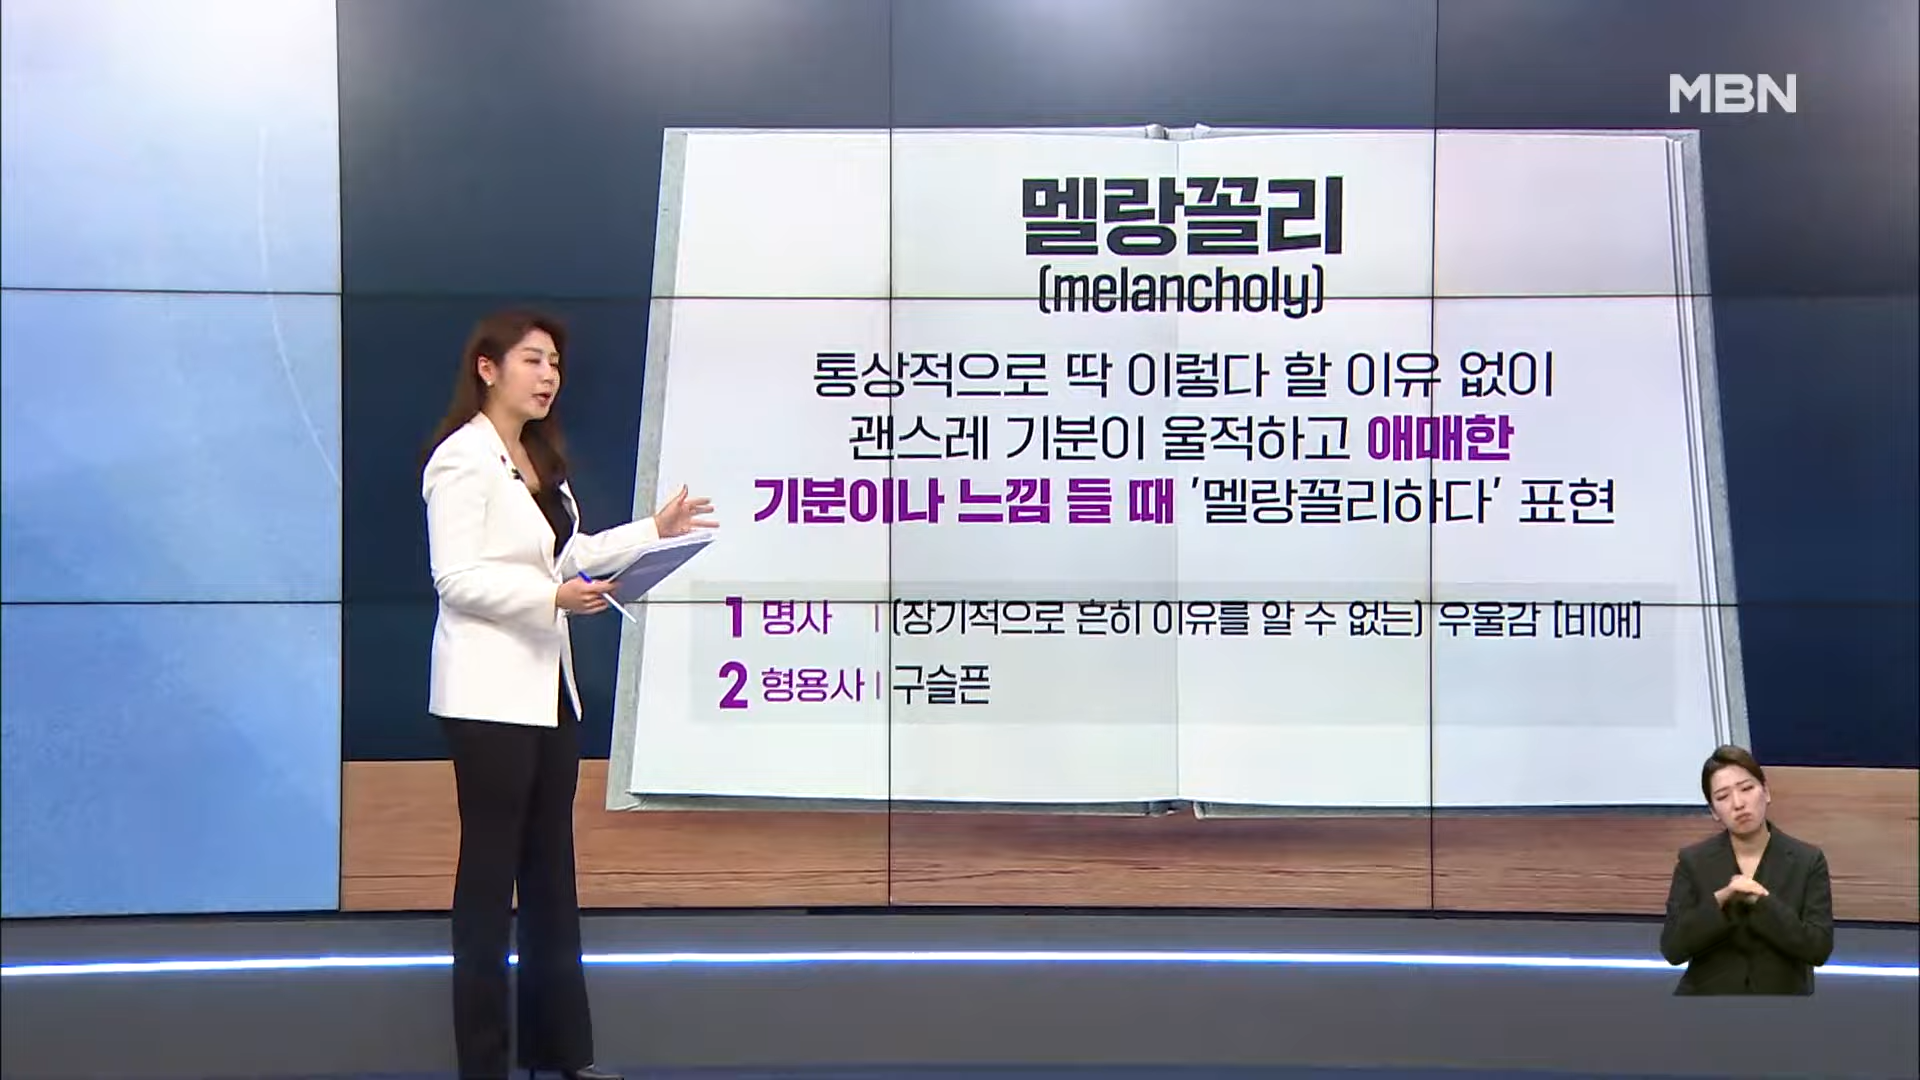 MBN
멜랑꼴리
(melancholy)
통상적으로 딱 이렇다 할 이유 없이
괜스레 기분이 울적하고 애매한
기분이나 느낌 들 때 '멜랑꼴리하다' 표현
1 명사 | (장기적으로 흔히 이유를 알 수 없는) 우울감 [비애]
2 형용사 | 구슬픈